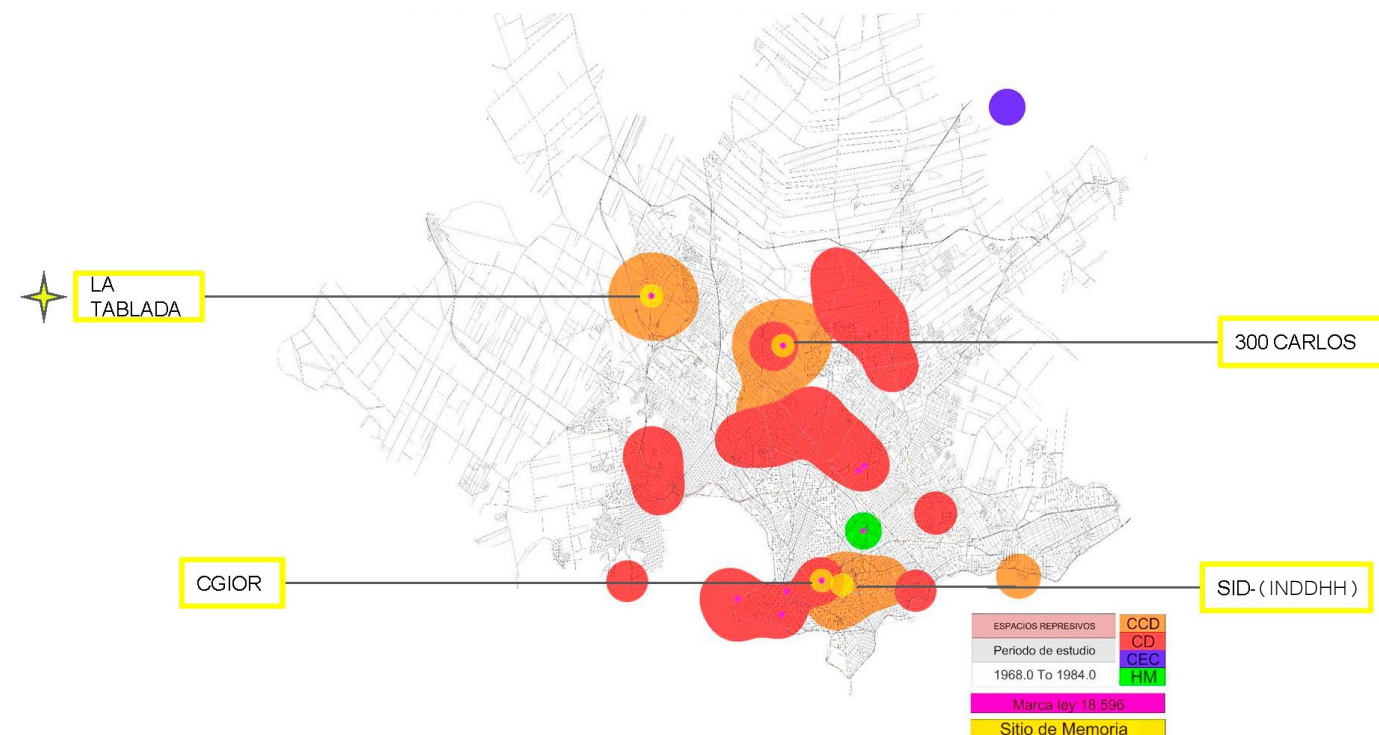 LA
TABLADA
300 CARLOS
CGIOR
SID-(INDDHH)
ESPACIOS REPRESIVOS
CCD
CD
Periodo de estudio
CEC
1968.0 To 1984.0
HM
Marca ley 18.596
Sitio de Memoria